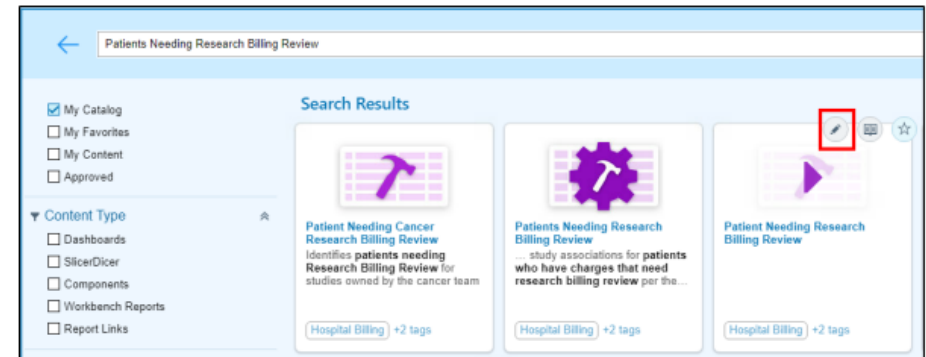 Patients Needing Research Billing Review
My Catalog
My Favorites
My Content
Approved
Content Type
Dashboards
SlicerDicer
Components
Workbench Reports
Report Links
Search Results
Patient Needing Cancer
Research Billing Review
Identifies patients needing
Research Billing Review for
studies owned by the cancer team
Hospital Billing +2 tags
Patients Needing Research
Billing Review
... study associations for patients
who have charges that need
research billing review per the...
Hospital Billing +2 tags
Patient Needing Research
Billing Review
Hospital Billing +2 tags